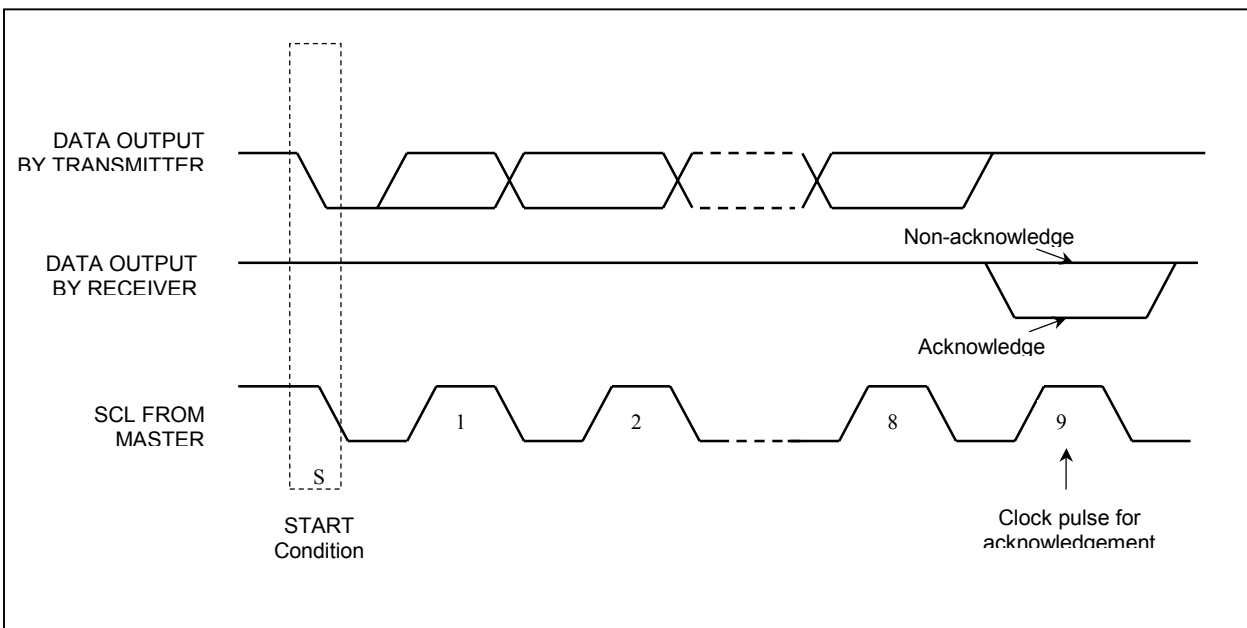 DATA OUTPUT
BY TRANSMITTER
Non-acknowledge
DATA OUTPUT
BY RECEIVER
Acknowledge
SCL FROM
MASTER
1
2
8
9
S
START
Condition
Clock pulse for
acknowledgement